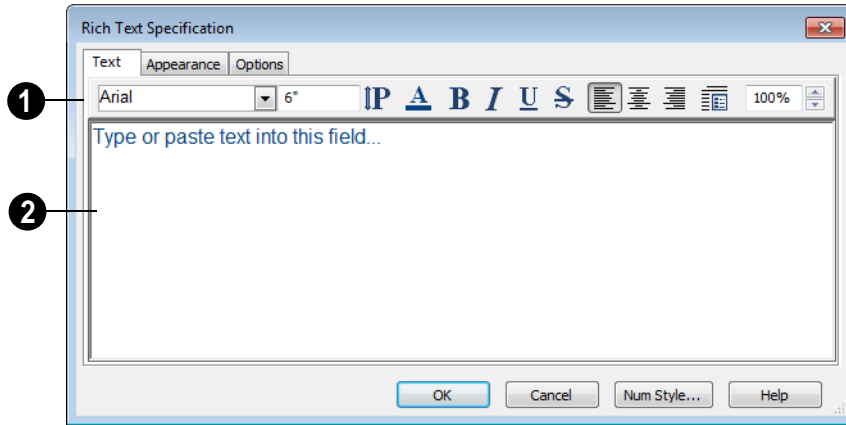 Rich Text Specification
Text Appearance Options
1
Arial 6" P A B I U S 100%
Type or paste text into this field...
2
OK Cancel Num Style... Help